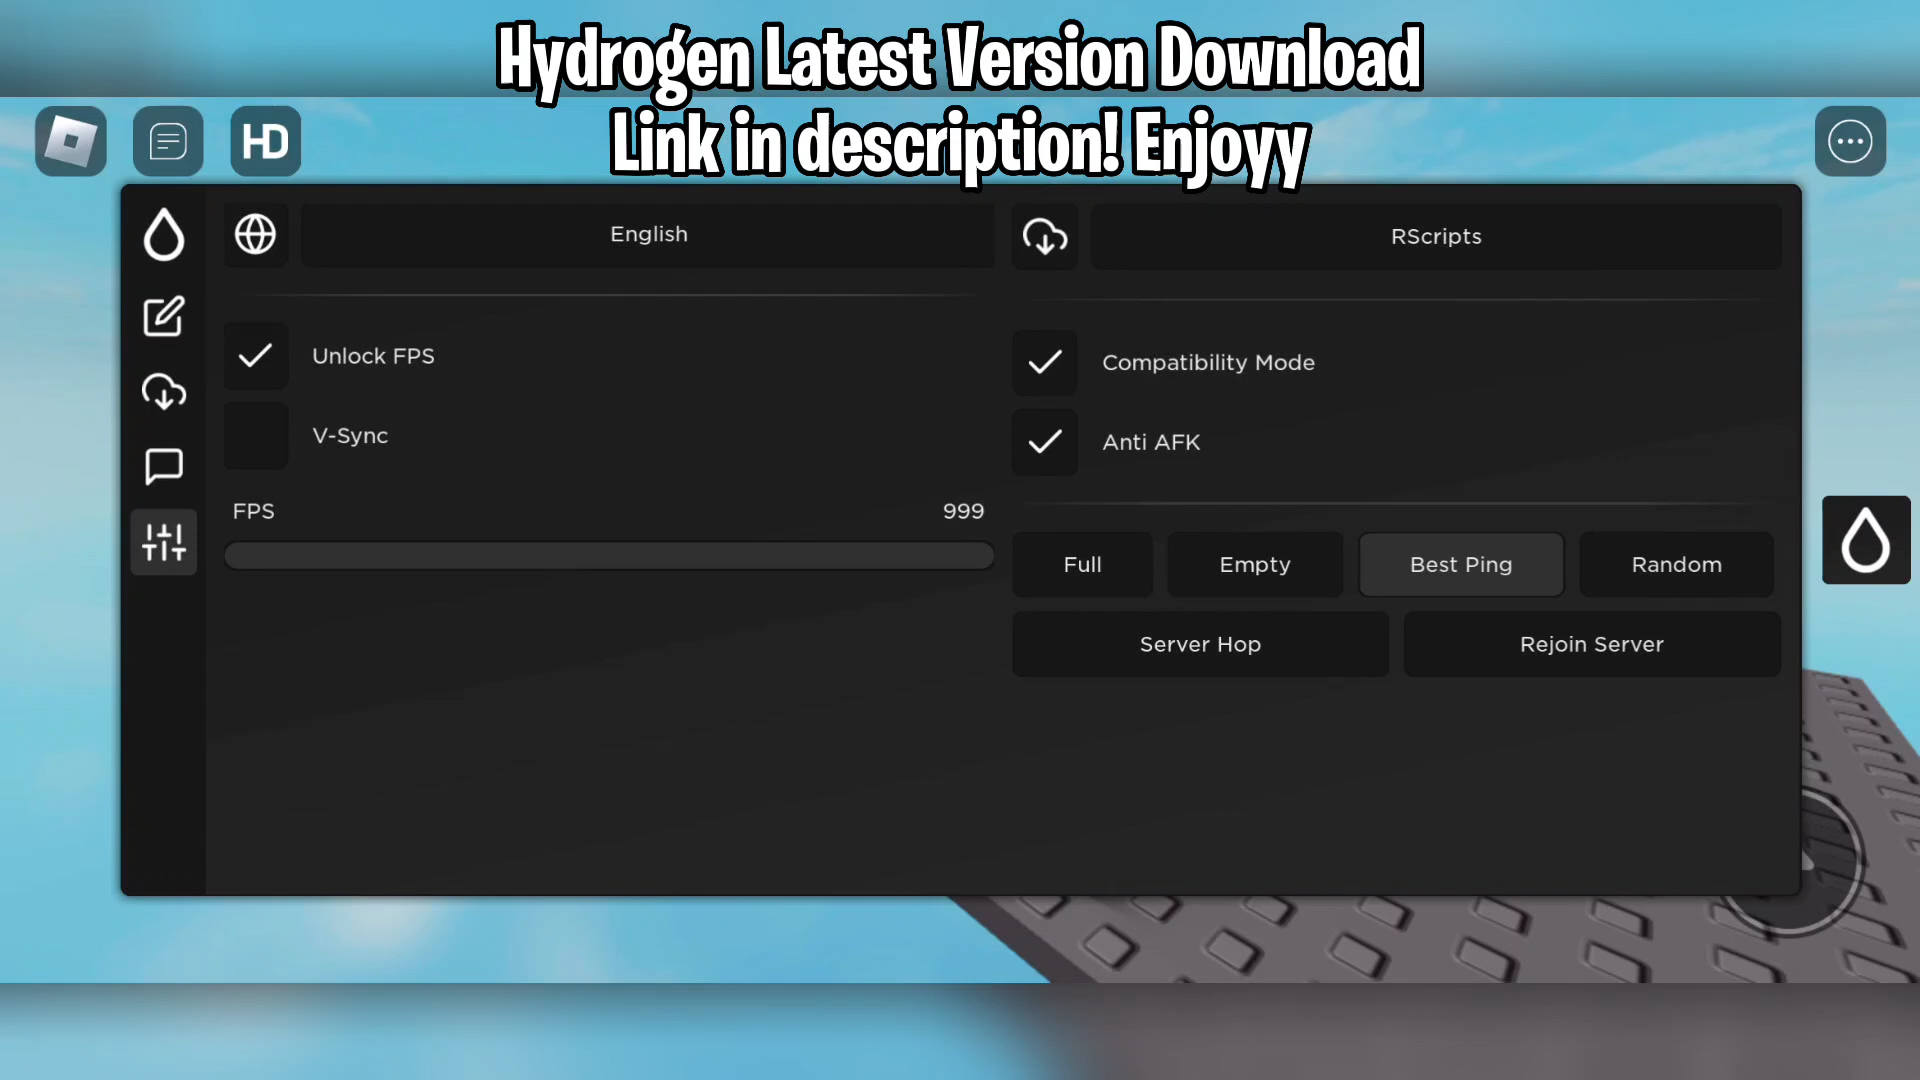 Hydrogen Latest Version Download
Link in description! Enjoyy
HD
English
RScripts
Unlock FPS
Compatibility Mode
V-Sync
Anti AFK
FPS
999
Full
Empty
Best Ping
Random
Server Hop
Rejoin Server